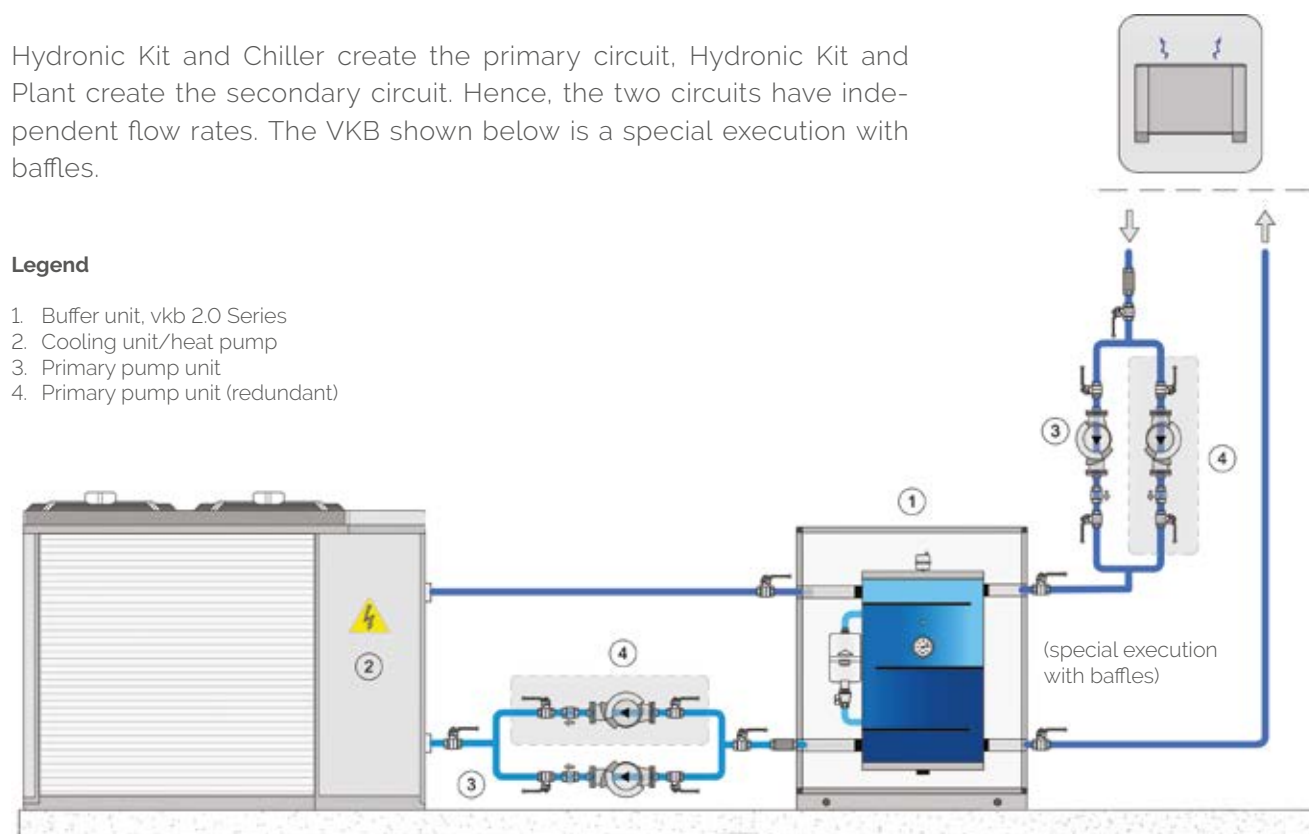 Hydronic Kit and Chiller create the primary circuit, Hydronic Kit and
Plant create the secondary circuit. Hence, the two circuits have inde-
pendent flow rates. The VKB shown below is a special execution with
baffles.
Legend
1. Buffer unit, vkb 2.0 Series
2. Cooling unit/heat pump
3. Primary pump unit
4. Primary pump unit (redundant)
3
4
1
2
4
3
(special execution
with baffles)